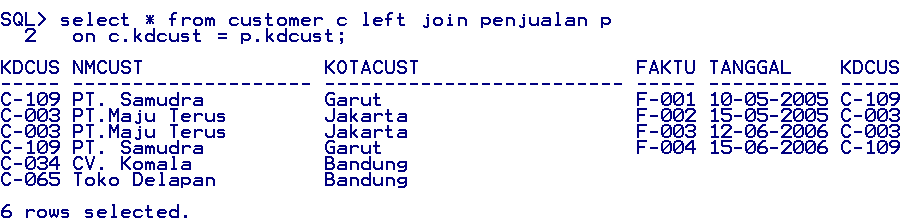 SQL> select * from customer c left join penjualan p
  2   on c.kdcust = p.kdcust;
KDCUS NMCUST               KOTACUST                  FAKTU TANGGAL    KDCUS
----- -------------------- ------------------------- ----- ---------- -----
C-109 PT. Samudra          Garut                     F-001 10-05-2005 C-109
C-003 PT.Maju Terus        Jakarta                   F-002 15-05-2005 C-003
C-003 PT.Maju Terus        Jakarta                   F-003 12-06-2006 C-003
C-109 PT. Samudra          Garut                     F-004 15-06-2006 C-109
C-034 CV. Komala           Bandung
C-065 Toko Delapan         Bandung
6 rows selected.